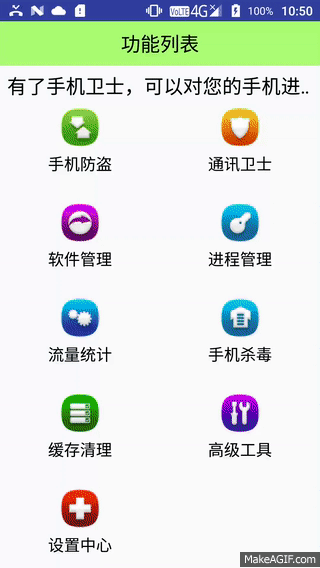 VoLTE 4G 100% 10:50
功能列表
有了手机卫士，可以对您的手机进..
手机防盗 通讯卫士
软件管理 进程管理
流量统计 手机杀毒
缓存清理 高级工具
设置中心
MakeAGIF.com